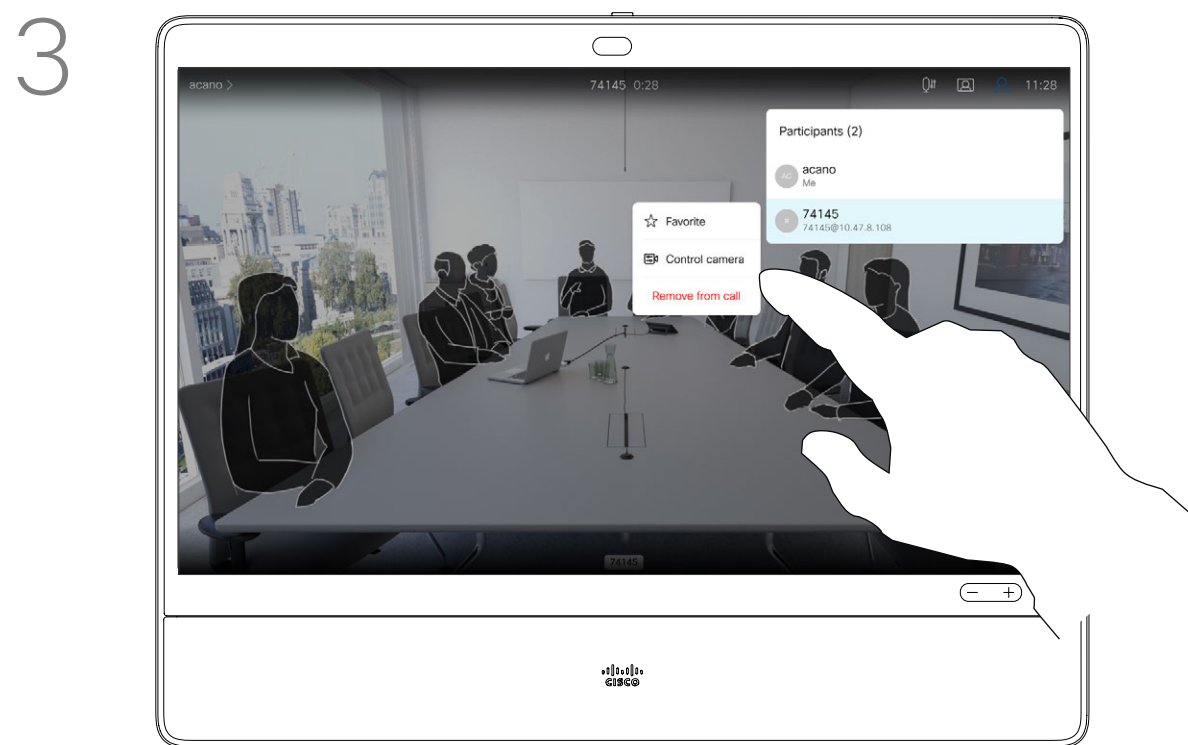 3
acano >
74145 0:28
11:28
Participants (2)
AC
acano
Me
74145
74145@10.47.8.108
Favorite
Control camera
Remove from call
74145
− +
CISCO